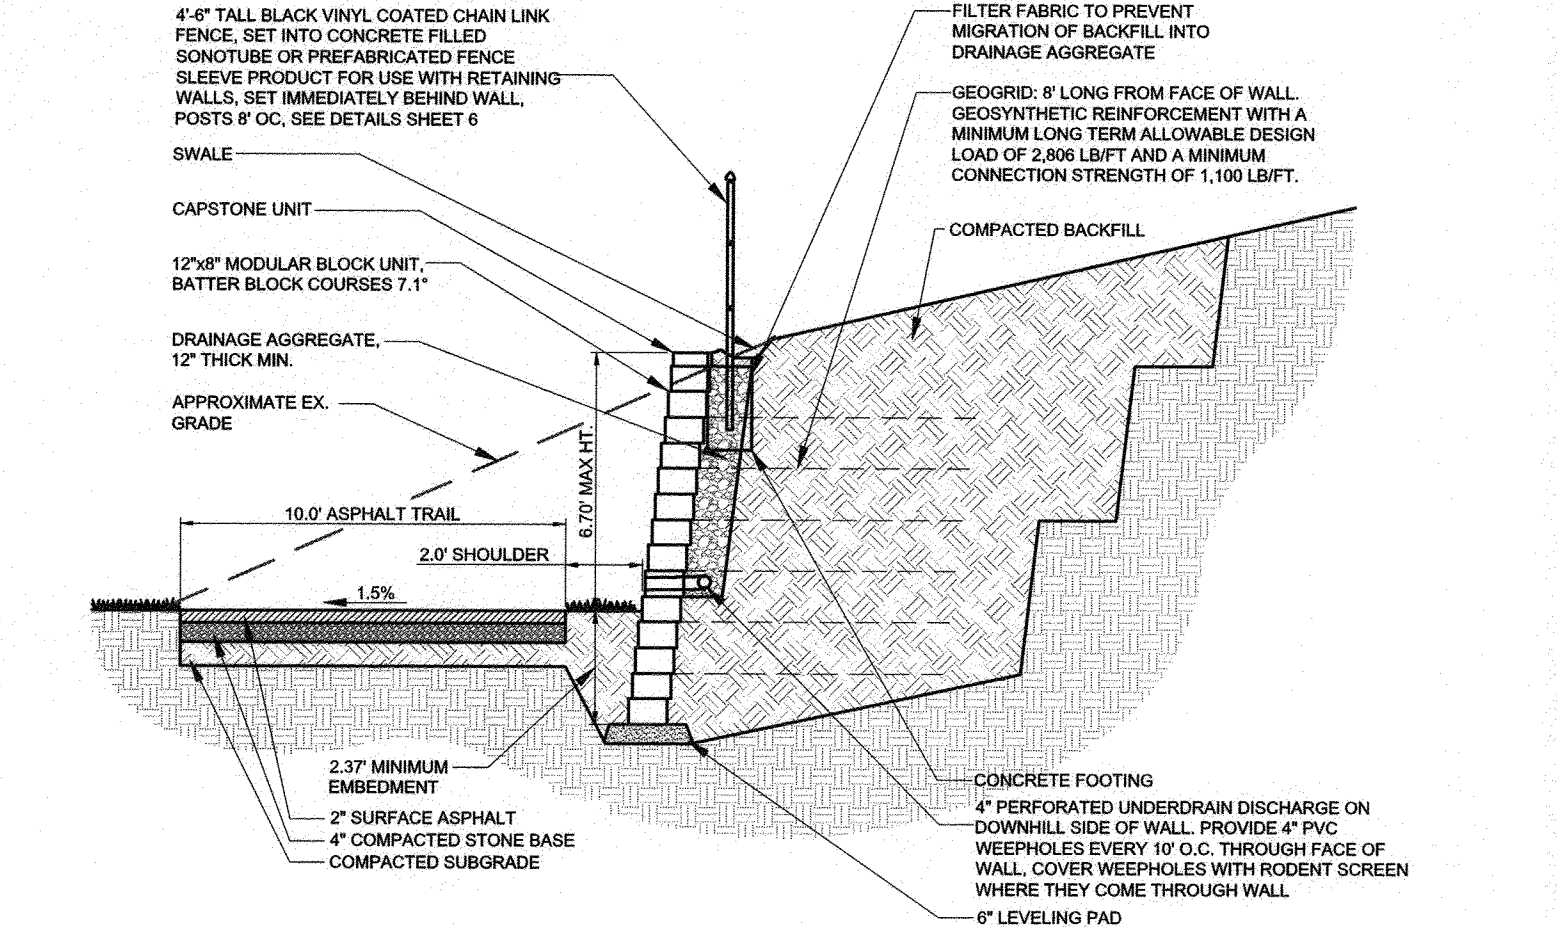 4'-6" TALL BLACK VINYL COATED CHAIN LINK
FENCE, SET INTO CONCRETE FILLED
SONOTUBE OR PREFABRICATED FENCE
SLEEVE PRODUCT FOR USE WITH RETAINING
WALLS, SET IMMEDIATELY BEHIND WALL,
POSTS 8' OC, SEE DETAILS SHEET 6
SWALE
CAPSTONE UNIT
12"x8" MODULAR BLOCK UNIT,
BATTER BLOCK COURSES 7.1°
DRAINAGE AGGREGATE,
12" THICK MIN.
APPROXIMATE EX.
GRADE
10.0' ASPHALT TRAIL
2.0' SHOULDER
1.5%
6.70' MAX HT.
2.37' MINIMUM
EMBEDMENT
2" SURFACE ASPHALT
4" COMPACTED STONE BASE
COMPACTED SUBGRADE
FILTER FABRIC TO PREVENT
MIGRATION OF BACKFILL INTO
DRAINAGE AGGREGATE
GEOGRID: 8' LONG FROM FACE OF WALL.
GEOSYNTHETIC REINFORCEMENT WITH A
MINIMUM LONG TERM ALLOWABLE DESIGN
LOAD OF 2,806 LB/FT AND A MINIMUM
CONNECTION STRENGTH OF 1,100 LB/FT.
COMPACTED BACKFILL
CONCRETE FOOTING
4" PERFORATED UNDERDRAIN DISCHARGE ON
DOWNHILL SIDE OF WALL. PROVIDE 4" PVC
WEEPHOLES EVERY 10' O.C. THROUGH FACE OF
WALL, COVER WEEPHOLES WITH RODENT SCREEN
WHERE THEY COME THROUGH WALL
6" LEVELING PAD